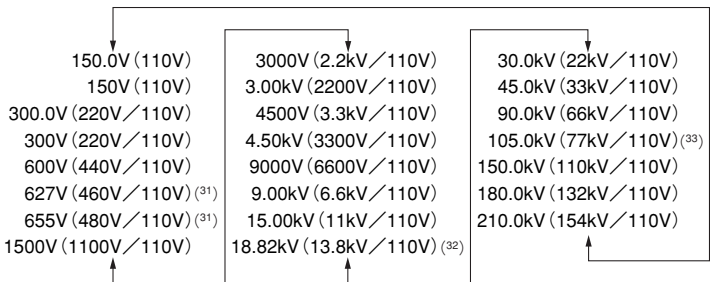 150.0V(110V)
150V(110V)
300.0V(220V／110V)
300V(220V／110V)
600V(440V／110V)
627V(460V／110V)(31)
655V(480V／110V)(31)
1500V(1100V／110V)
3000V(2.2kV／110V)
3.00kV(2200V／110V)
4500V(3.3kV／110V)
4.50kV(3300V／110V)
9000V(6600V／110V)
9.00kV(6.6kV／110V)
15.00kV(11kV／110V)
18.82kV(13.8kV／110V)(32)
30.0kV(22kV／110V)
45.0kV(33kV／110V)
90.0kV(66kV／110V)
105.0kV(77kV／110V)(33)
150.0kV(110kV／110V)
180.0kV(132kV／110V)
210.0kV(154kV／110V)